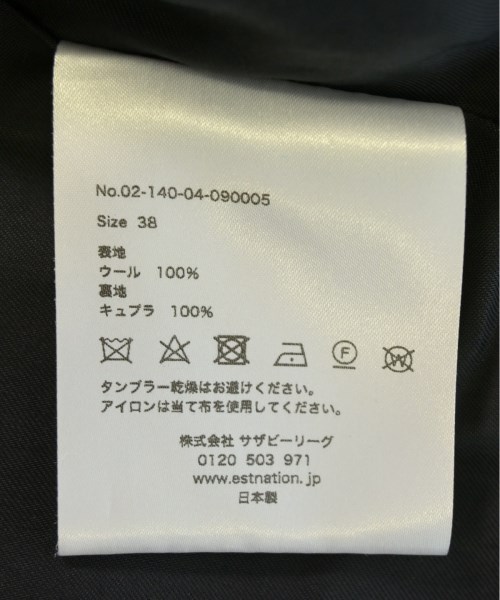 No.02-140-04-090005
Size 38
表地
ウール 100%
裏地
キュプラ 100%
F
W
タンブラー乾燥はお避けください。
アイロンは当て布を使用してください。
株式会社 サザビーリーグ
0120 503 971
www.estnation.jp
日本製